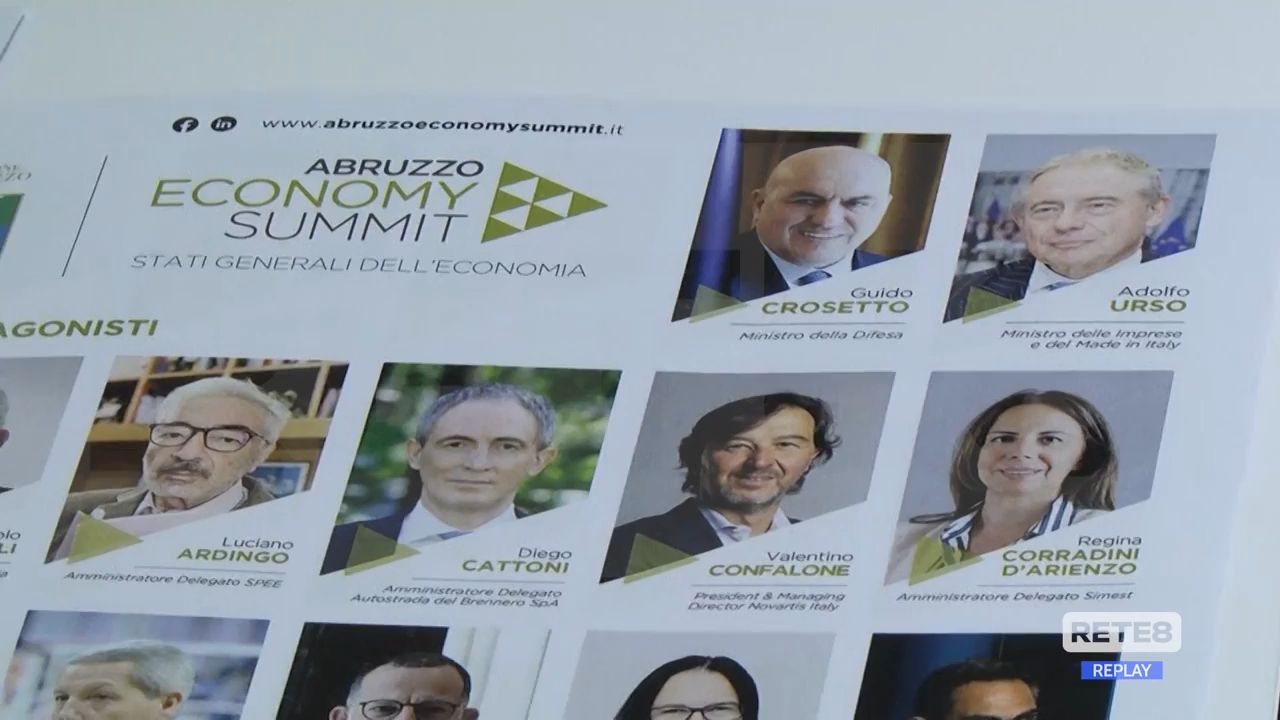 www.abruzzoeconomysummit.it
ABRUZZO
ECONOMY
SUMMIT
STATI GENERALI DELL'ECONOMIA
AGONISTI
Guido
CROSETTO
Ministro della Difesa
Adolfo
URSO
Ministro delle Imprese
e del Made in Italy
Luciano
ARDINGO
Amministratore Delegato SPEE
Diego
CATTONI
Amministratore Delegato
Autostrada del Brennero SpA
Valentino
CONFALONE
President & Managing
Director Novartis Italy
Regina
CORRADINI
D'ARIENZO
Amministratore Delegato Simest
RETE8
REPLAY